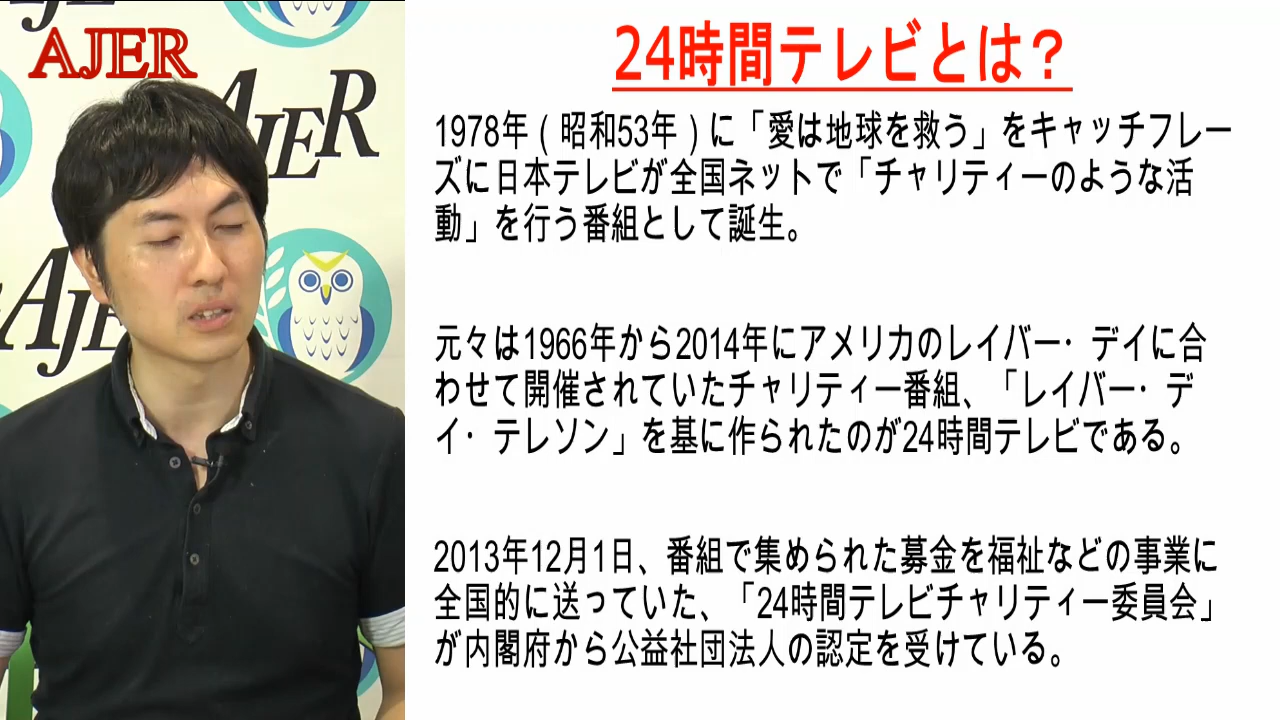 AJER
AJER
AJER
AJE
24時間テレビとは？
1978年（昭和53年）に「愛は地球を救う」をキャッチフレー
ズに日本テレビが全国ネットで「チャリティーのような活
動」を行う番組として誕生。
元々は1966年から2014年にアメリカのレイバー・デイに合
わせて開催されていたチャリティー番組、「レイバー・デ
イ・テレソン」を基に作られたのが24時間テレビである。
2013年12月1日、番組で集められた募金を福祉などの事業に
全国的に送っていた、「24時間テレビチャリティー委員会」
が内閣府から公益社団法人の認定を受けている。